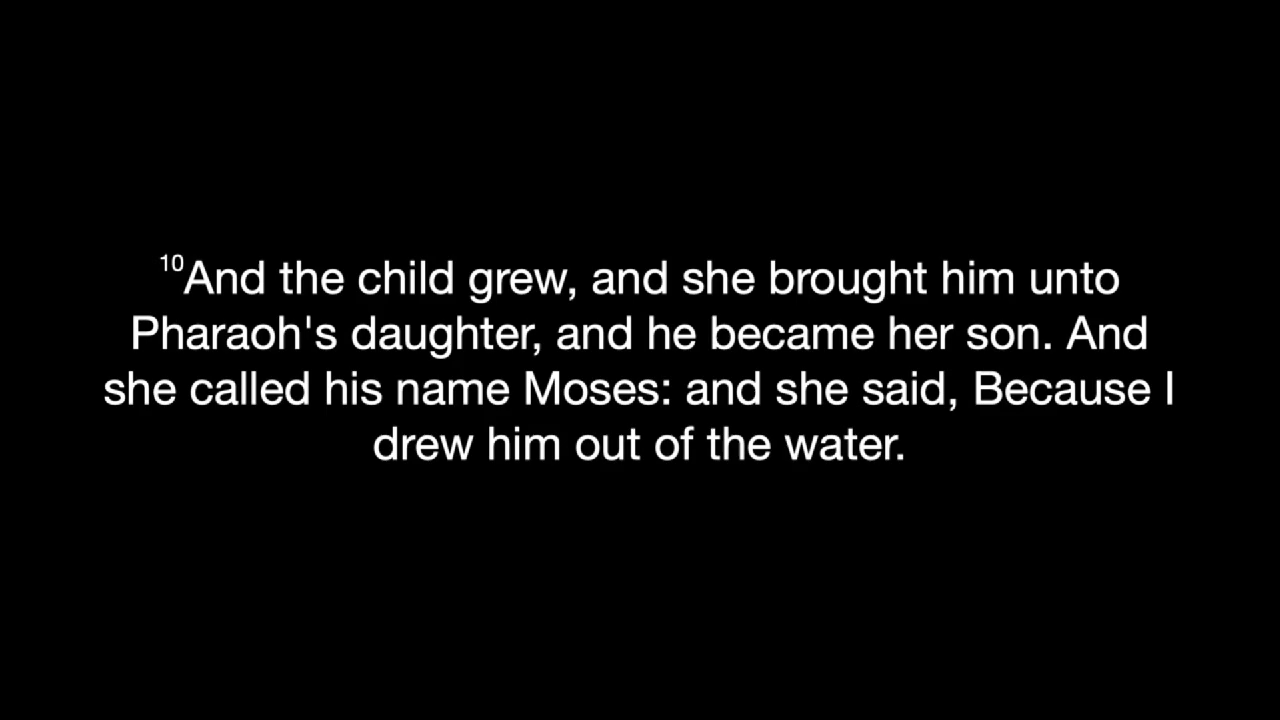 10And the child grew, and she brought him unto
Pharaoh's daughter, and he became her son. And
she called his name Moses: and she said, Because I
drew him out of the water.